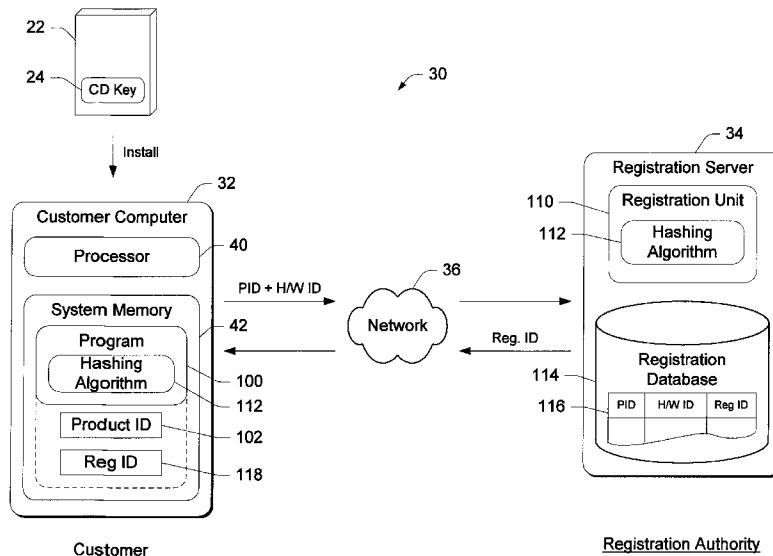 22
24
CD Key
Install
30
32
Customer Computer
Processor
40
System Memory
42
Program
Hashing
Algorithm
100
112
Product ID
102
Reg ID
118
Customer
PID + H/W ID
36
Network
Reg. ID
34
Registration Server
110
Registration Unit
112
Hashing
Algorithm
114
Registration
Database
116
PID H/W ID Reg ID
Registration Authority